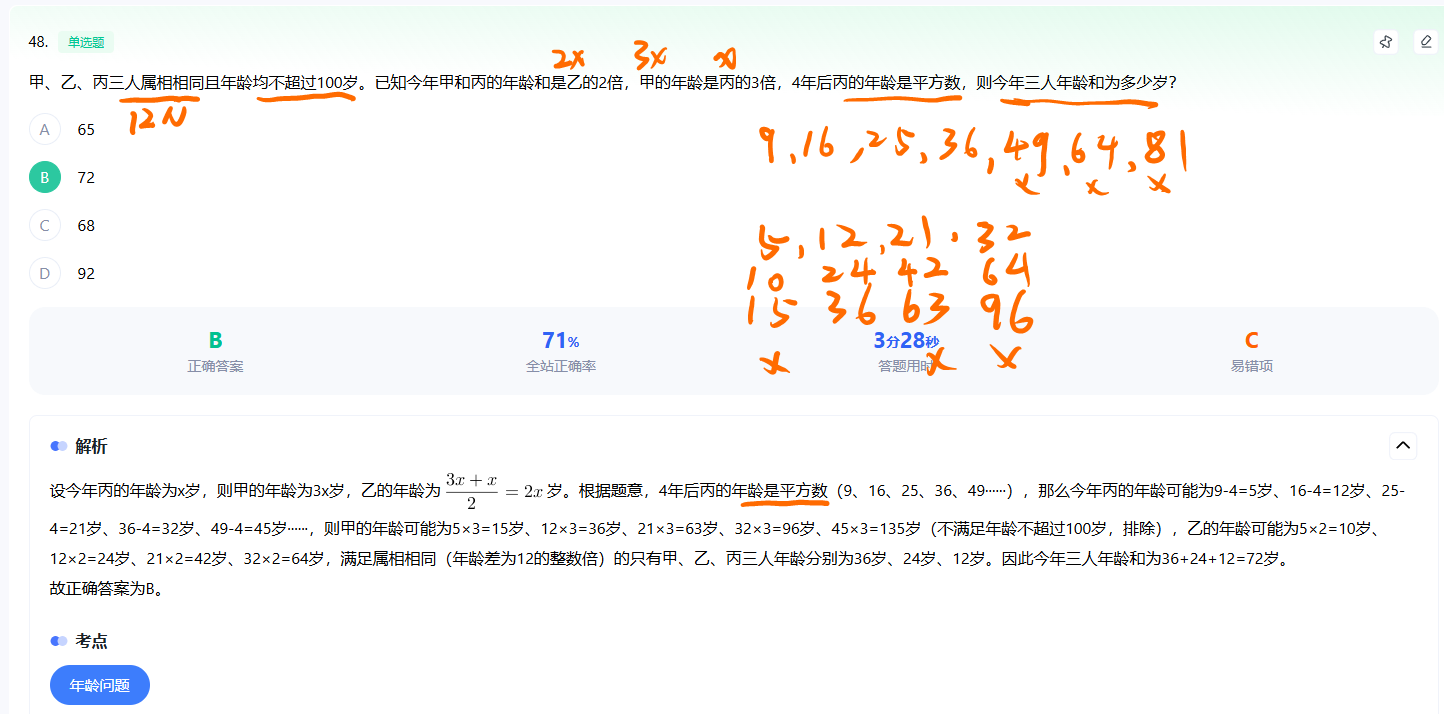 2x 3x x
48. 单选题
甲、乙、丙三人属相相同且年龄均不超过100岁。已知今年甲和丙的年龄和是乙的2倍，甲的年龄是丙的3倍，4年后丙的年龄是平方数，则今年三人年龄和为多少岁？
12N
A 65
9,16,25,36,49,64,81
x x x
B 72
C 68
5,12,21.32
D 92
10 24 42 64
15 36 63 96
B 71% 3分28秒 C
正确答案 全站正确率 答题用时 易错项
x x x
解析
设今年丙的年龄为x岁，则甲的年龄为3x岁，乙的年龄为 (3x + x)/2 = 2x 岁。根据题意，4年后丙的年龄是平方数（9、16、25、36、49……），那么今年丙的年龄可能为9-4=5岁、16-4=12岁、25-
4=21岁、36-4=32岁、49-4=45岁……，则甲的年龄可能为5×3=15岁、12×3=36岁、21×3=63岁、32×3=96岁、45×3=135岁（不满足年龄不超过100岁，排除），乙的年龄可能为5×2=10岁、
12×2=24岁、21×2=42岁、32×2=64岁，满足属相相同（年龄差为12的整数倍）的只有甲、乙、丙三人年龄分别为36岁、24岁、12岁。因此今年三人年龄和为36+24+12=72岁。
故正确答案为B。
考点
年龄问题